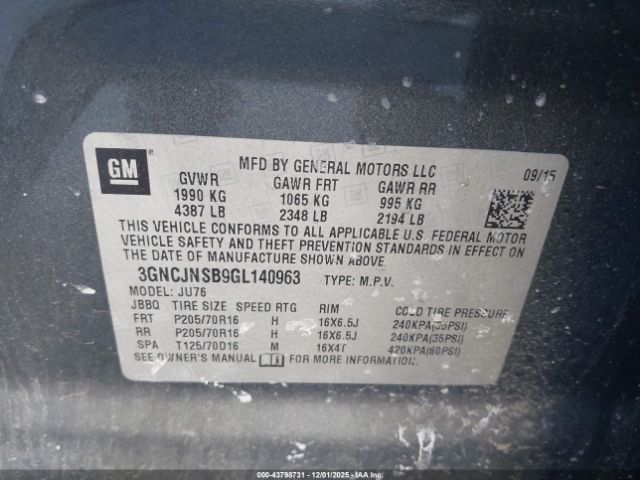 GM
MFD BY GENERAL MOTORS LLC 09/15
GVWR GAWR FRT GAWR RR
1990 KG 1065 KG 995 KG
4387 LB 2348 LB 2194 LB
THIS VEHICLE CONFORMS TO ALL APPLICABLE U.S. FEDERAL MOTOR
VEHICLE SAFETY AND THEFT PREVENTION STANDARDS IN EFFECT ON
THE DATE OF MANUFACTURE SHOWN ABOVE.
3GNCJNSB9GL140963 TYPE: M.P.V.
MODEL: JU76
JBBQ TIRE SIZE SPEED RTG RIM COLD TIRE PRESSURE
FRT P205/70R16 H 16X6.5J 240KPA(35PSI)
RR P205/70R16 H 16X6.5J 240KPA(35PSI)
SPA T125/70D16 M 16X4T 420KPA(60PSI)
SEE OWNER'S MANUAL FOR MORE INFORMATION.
000-43798731 - 12/01/2025 - IAAI.COM